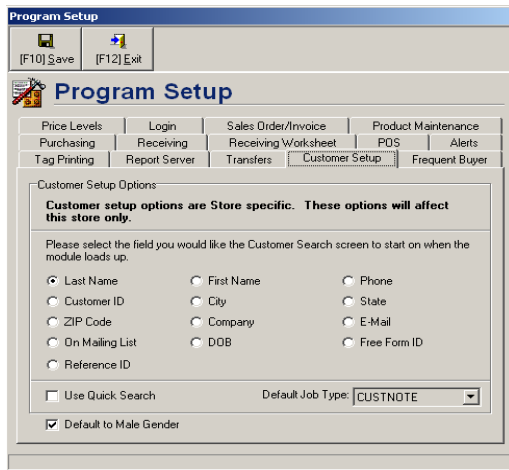 Program Setup
[F10] Save [F12] Exit
Program Setup
Price Levels Login Sales Order/Invoice Product Maintenance
Purchasing Receiving Receiving Worksheet POS Alerts
Tag Printing Report Server Transfers Customer Setup Frequent Buyer
Customer Setup Options
Customer setup options are Store specific. These options will affect
this store only.
Please select the field you would like the Customer Search screen to start on when the
module loads up.
Last Name First Name Phone
Customer ID City State
ZIP Code Company E-Mail
On Mailing List DOB Free Form ID
Reference ID
Use Quick Search Default Job Type: CUSTNOTE
Default to Male Gender